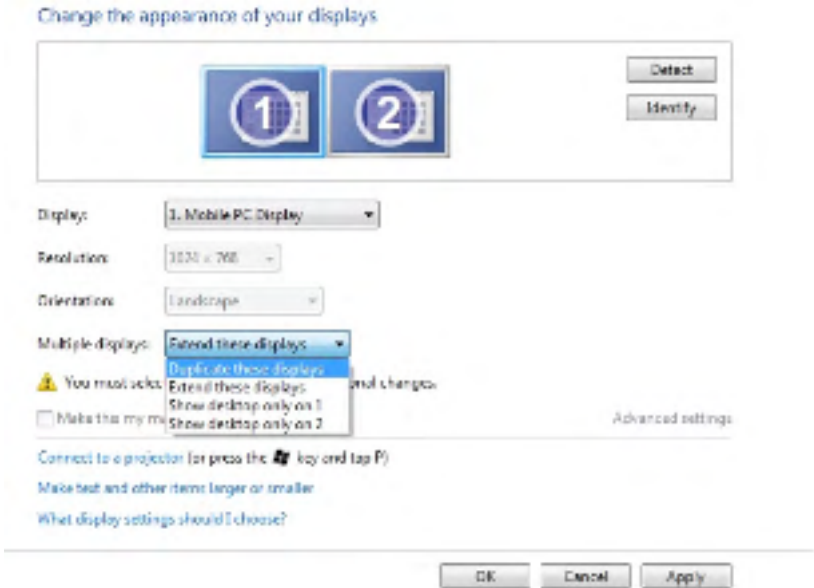 Change the appearance of your displays
1
2
Detect
Identify
Display: 1. Mobile PC Display
Resolution: 1024 x 768
Orientation: Landscape
Multiple displays: Extend these displays
Duplicate these displays
You must selec onal changes.
Extend these displays
Show desktop only on 1
Make this my m Advanced settings
Show desktop only on 2
Connect to a projector (or press the key and tap P)
Make text and other items larger or smaller
What display settings should I choose?
OK Cancel Apply